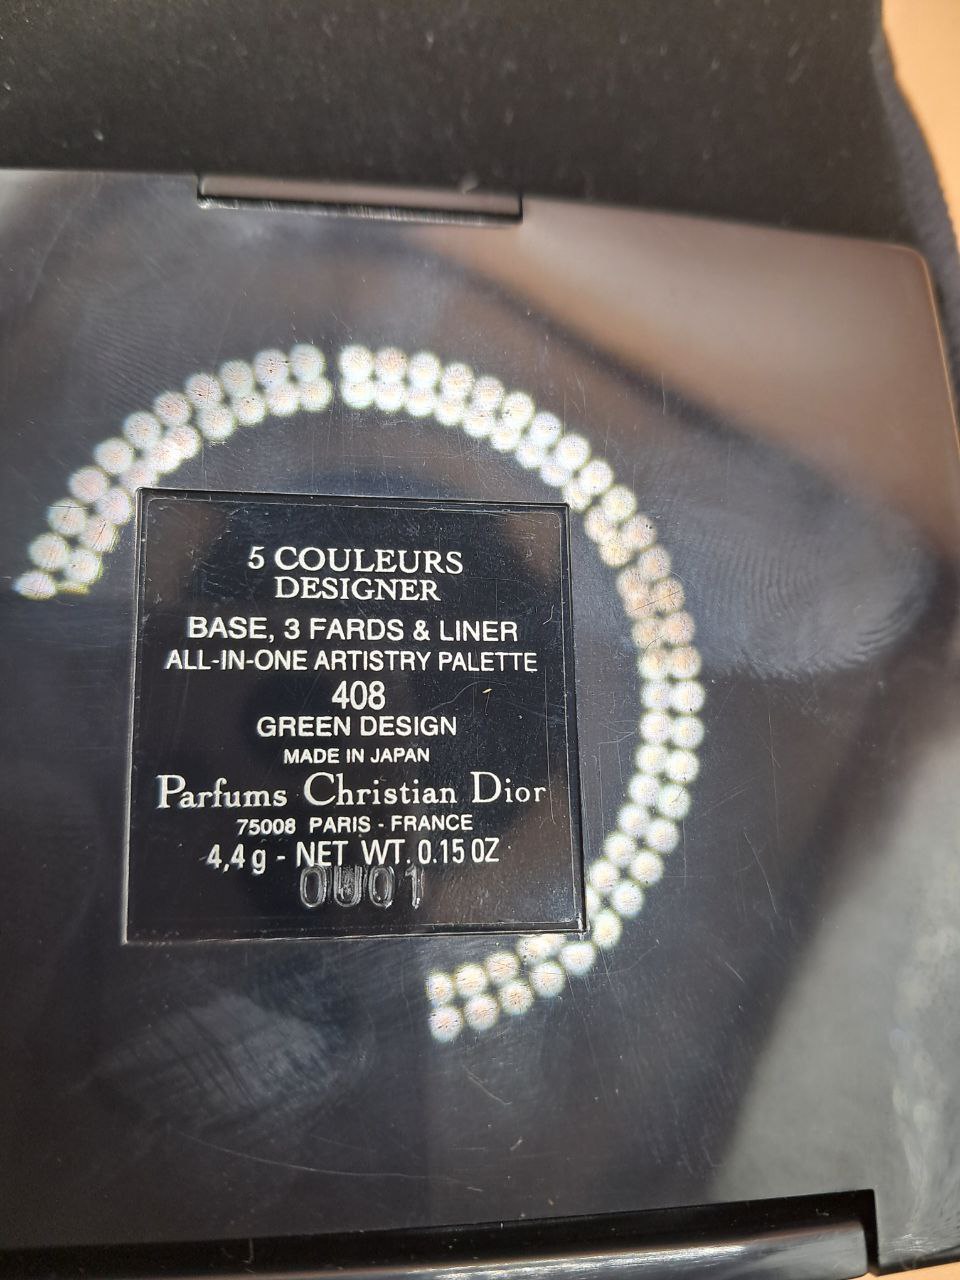 5 COULEURS
DESIGNER
BASE, 3 FARDS & LINER
ALL-IN-ONE ARTISTRY PALETTE
408
GREEN DESIGN
MADE IN JAPAN
Parfums Christian Dior
75008 PARIS - FRANCE
4,4 g - NET WT. 0.15 OZ
0U01